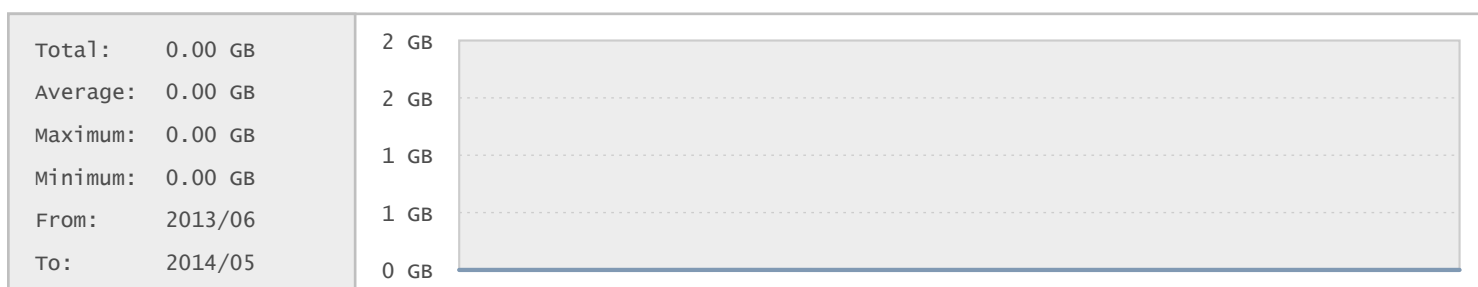 Total: 0.00 GB
Average: 0.00 GB
Maximum: 0.00 GB
Minimum: 0.00 GB
From: 2013/06
To: 2014/05
2 GB
2 GB
1 GB
1 GB
0 GB